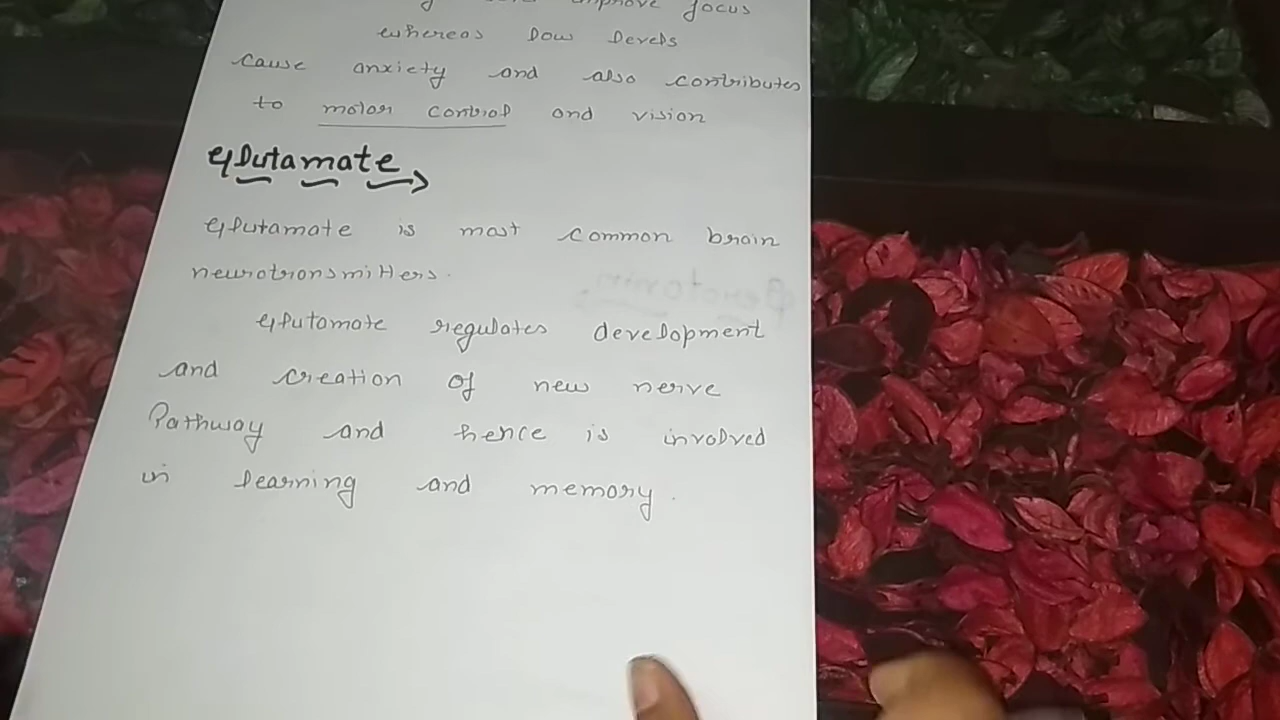 improve focus
whereas low levels
cause anxiety and also contributes
to motor control and vision
Glutamate
Glutamate is most common brain
neurotransmitters.
Glutamate regulates development
and creation of new nerve
Pathway and hence is involved
in learning and memory.